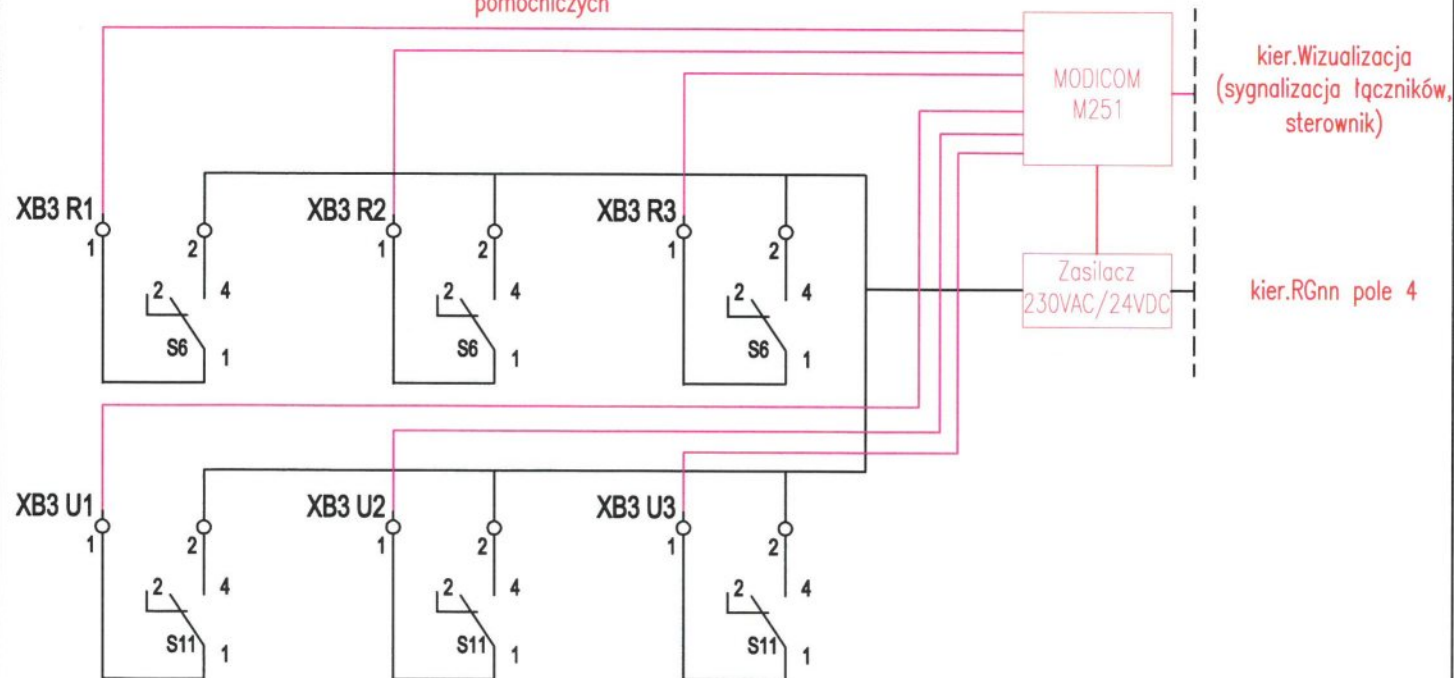 pomocniczych
MODICOM
M251
kier.Wizualizacja
(sygnalizacja łączników,
sterownik)
XB3 R1
1
2
2
4
S6
1
XB3 R2
1
2
2
4
S6
1
XB3 R3
1
2
2
4
S6
1
Zasilacz
230VAC/24VDC
kier.RGnn pole 4
XB3 U1
1
2
2
4
S11
1
XB3 U2
1
2
2
4
S11
1
XB3 U3
1
2
2
4
S11
1